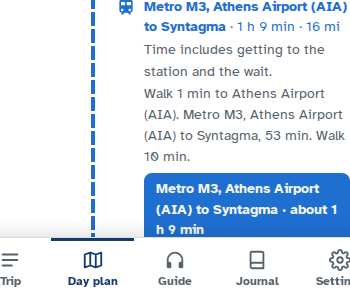 Metro M3, Athens Airport (AIA)
to Syntagma · 1 h 9 min · 16 mi
Time includes getting to the
station and the wait.
Walk 1 min to Athens Airport
(AIA). Metro M3, Athens Airport
(AIA) to Syntagma, 53 min. Walk
10 min.
Metro M3, Athens Airport
(AIA) to Syntagma · about 1
h 9 min
Trip
Day plan
Guide
Journal
Settin